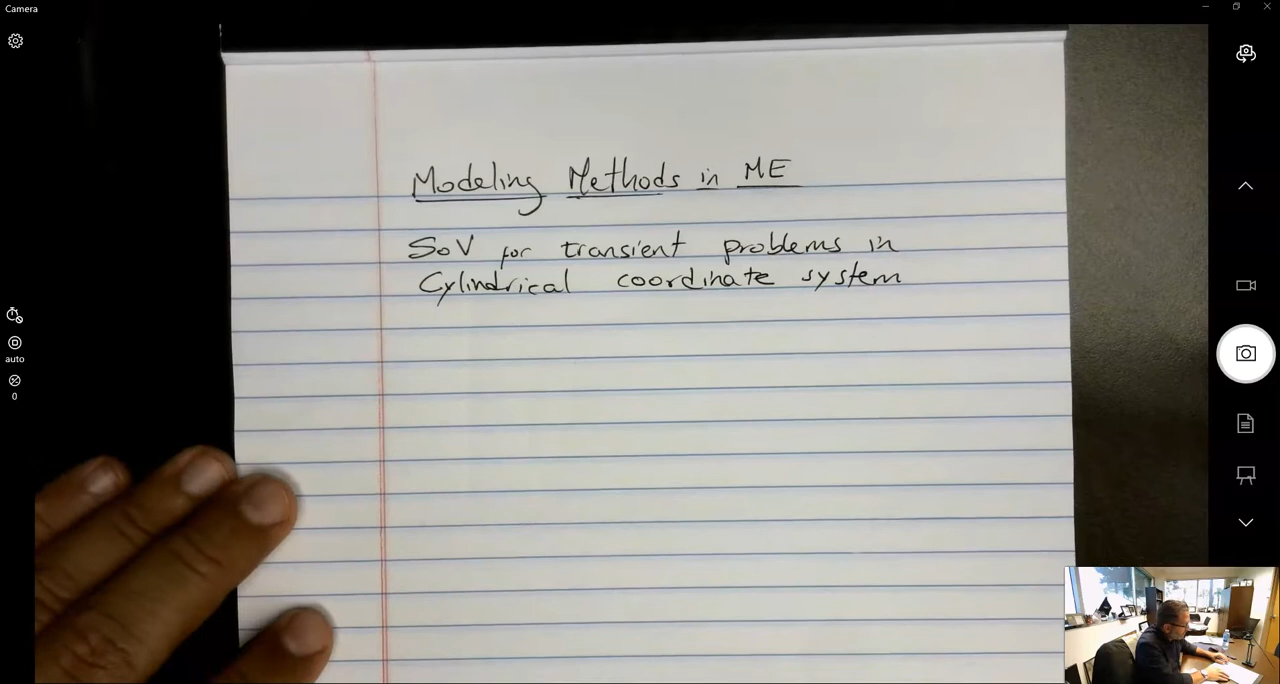 Camera
Modeling Methods in ME
SoV for transient problems in
Cylindrical coordinate system
auto
0